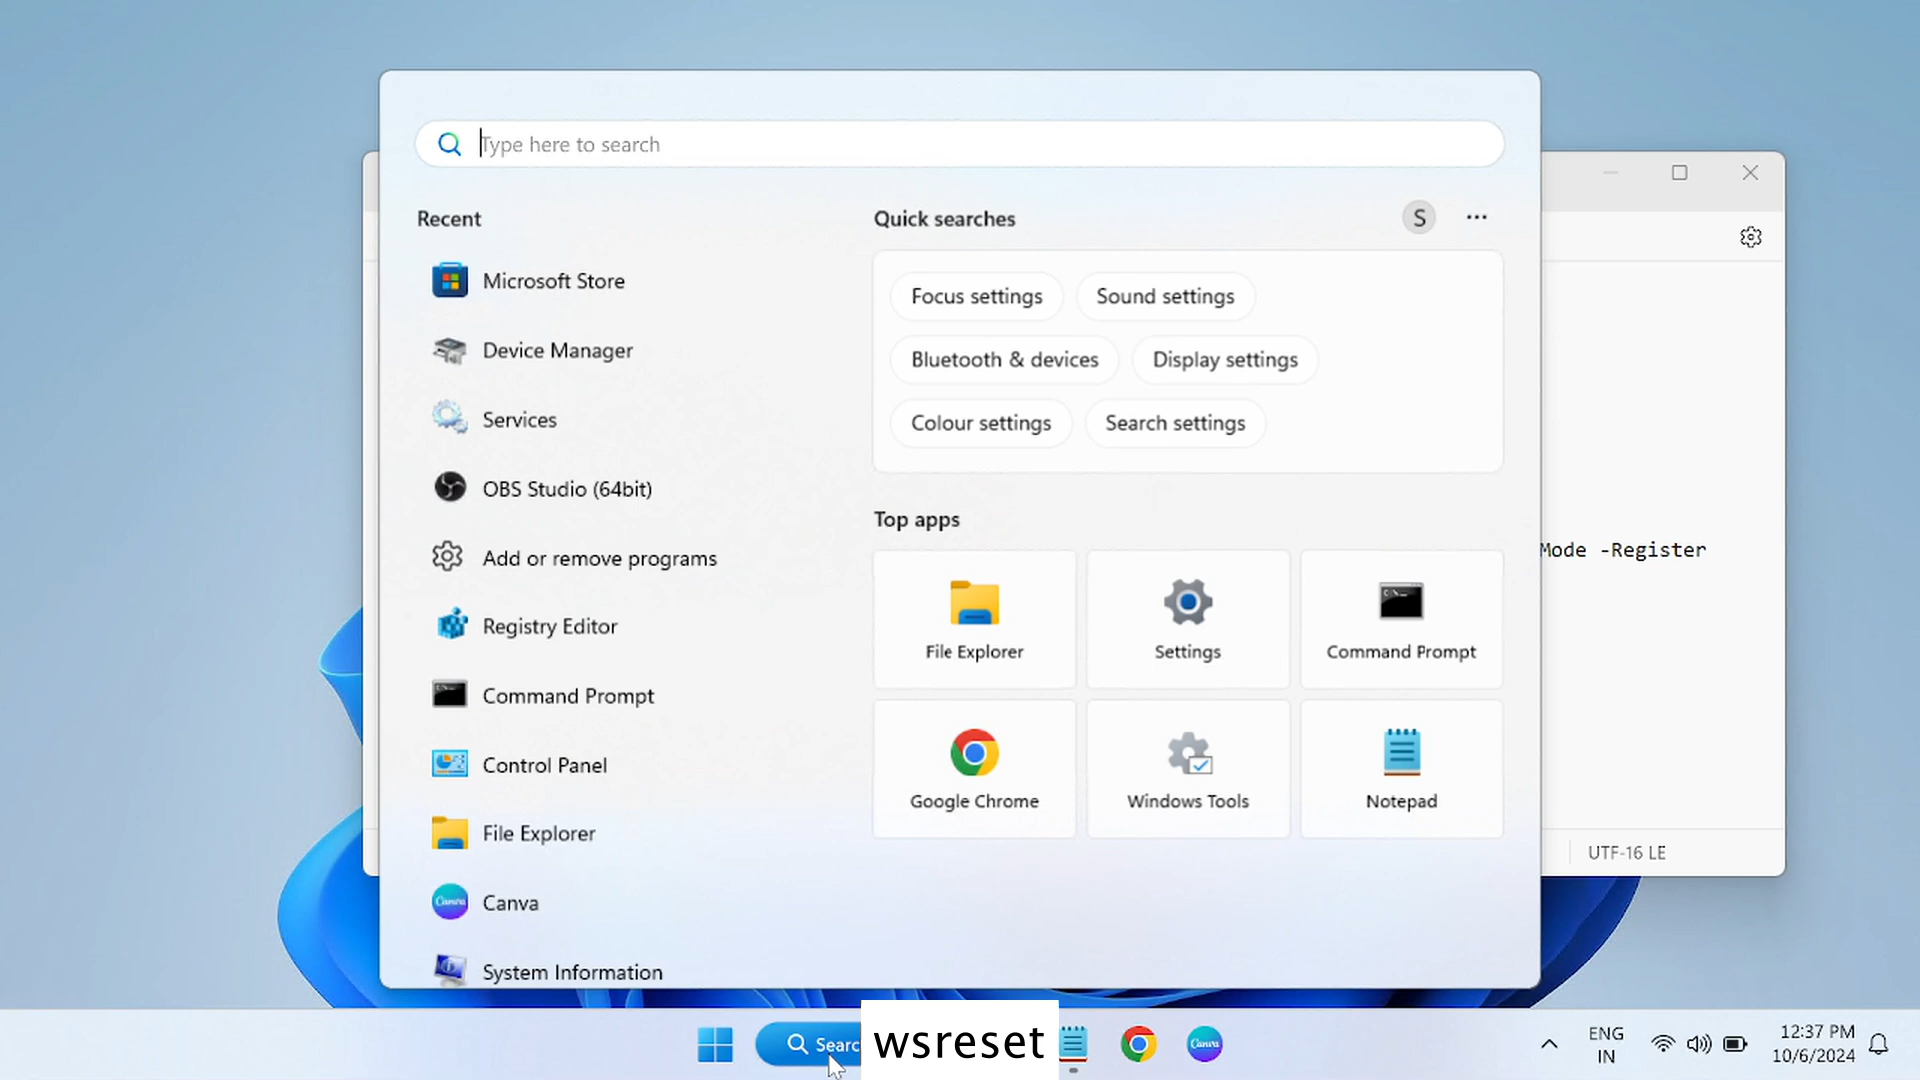 Type here to search
Recent
Microsoft Store
Device Manager
Services
OBS Studio (64bit)
Add or remove programs
Registry Editor
Command Prompt
Control Panel
File Explorer
Canva
System Information
Quick searches
S
Focus settings
Sound settings
Bluetooth & devices
Display settings
Colour settings
Search settings
Top apps
File Explorer
Settings
Command Prompt
Google Chrome
Windows Tools
Notepad
Mode -Register
UTF-16 LE
wsreset
Canva
ENG
IN
12:37 PM
10/6/2024